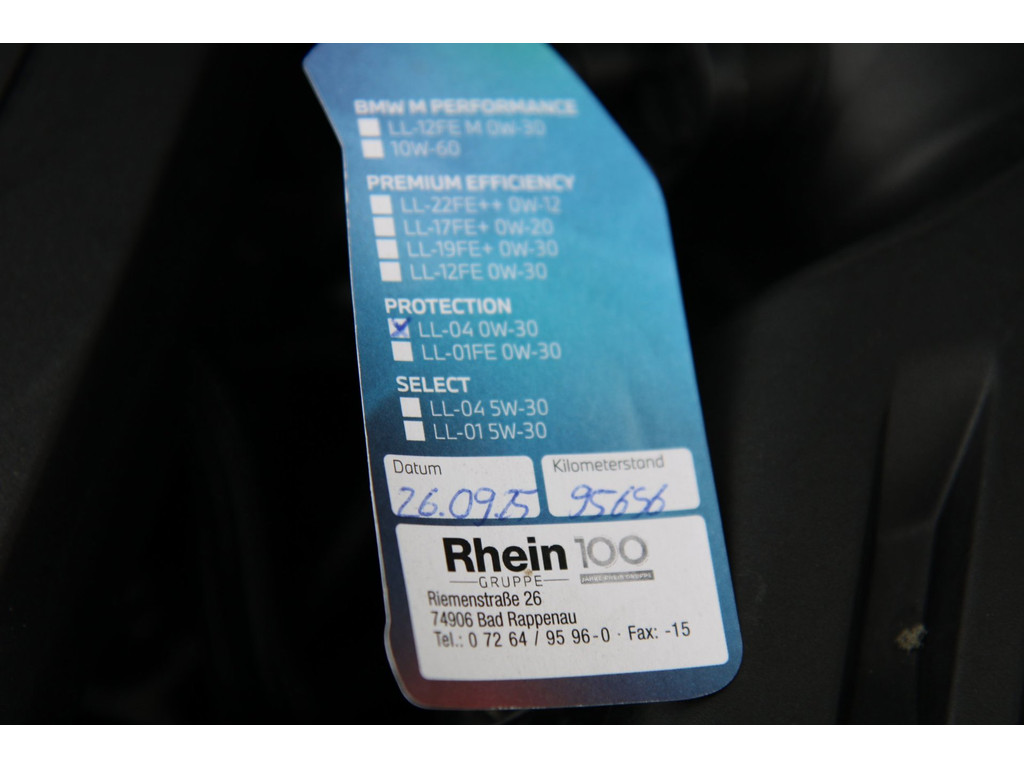 BMW M PERFORMANCE
LL-12FE M 0W-30
10W-60
PREMIUM EFFICIENCY
LL-22FE++ 0W-12
LL-17FE+ 0W-20
LL-19FE+ 0W-30
LL-12FE 0W-30
PROTECTION
LL-04 0W-30
LL-01FE 0W-30
SELECT
LL-04 5W-30
LL-01 5W-30
Datum Kilometerstand
26.09.25 95656
Rhein 100
GRUPPE
Riemenstraße 26
74906 Bad Rappenau
Tel.: 0 72 64 / 95 96-0 · Fax: -15